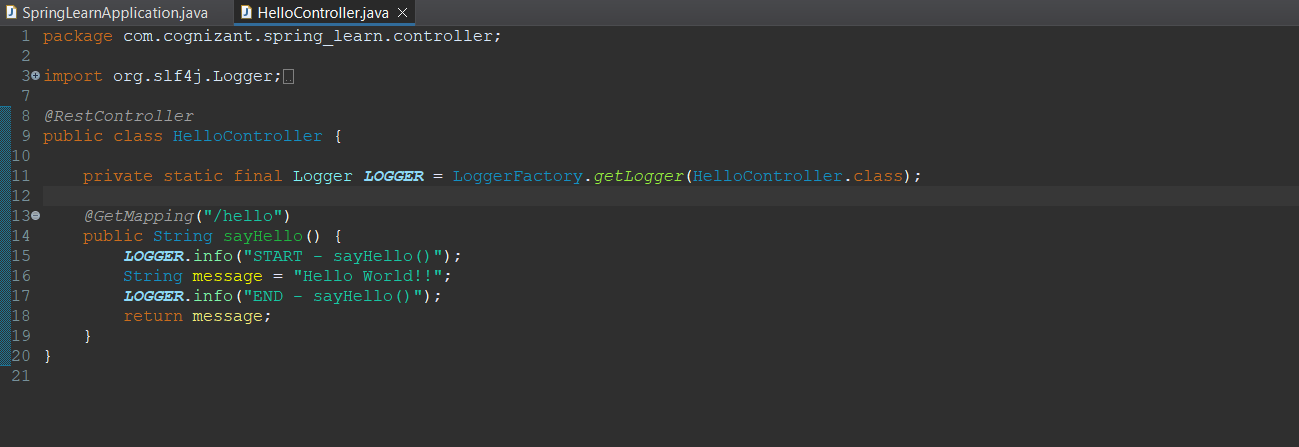 SpringLearnApplication.java HelloController.java
1 package com.cognizant.spring_learn.controller;
2
3 import org.slf4j.Logger;
7
8 @RestController
9 public class HelloController {
10
11     private static final Logger LOGGER = LoggerFactory.getLogger(HelloController.class);
12
13     @GetMapping("/hello")
14     public String sayHello() {
15         LOGGER.info("START - sayHello()");
16         String message = "Hello World!!";
17         LOGGER.info("END - sayHello()");
18         return message;
19     }
20 }
21